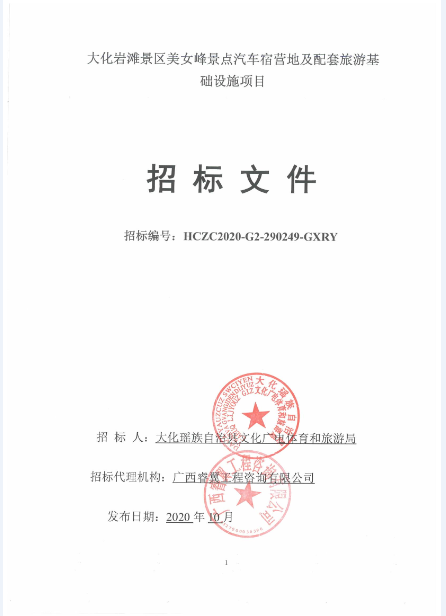 大化岩滩景区美女峰景点汽车宿营地及配套旅游基
础设施项目
招标文件
招标编号：HCZC2020-G2-290249-GXRY
招 标 人：大化瑶族自治县文化广电体育和旅游局
招标代理机构：广西睿冀工程咨询有限公司
发布日期：2020 年 10 月
1